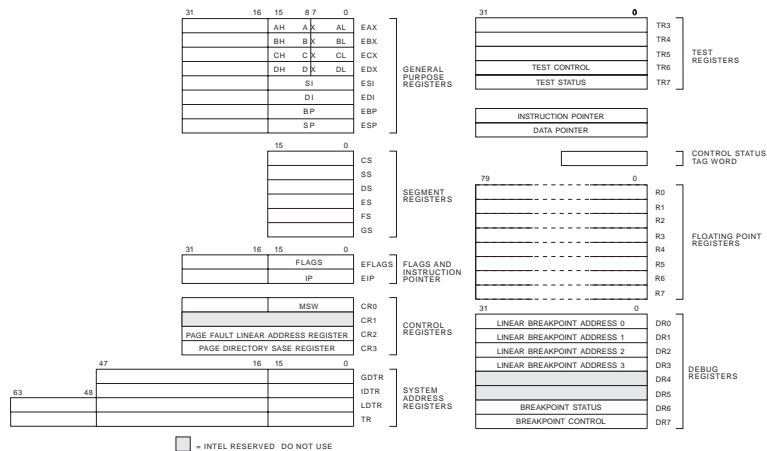 31 16 15 8 7 0
AH A X AL EAX
BH B X BL EBX
CH C X CL ECX
DH D X DL EDX
SI ESI
DI EDI
BP EBP
SP ESP
GENERAL
PURPOSE
REGISTERS
15 0
CS
SS
DS
ES
FS
GS
SEGMENT
REGISTERS
31 16 15 0
FLAGS EFLAGS
IP EIP
FLAGS AND
INSTRUCTION
POINTER
MSW CR0
CR1
PAGE FAULT LINEAR ADDRESS REGISTER CR2
PAGE DIRECTORY SASE REGISTER CR3
CONTROL
REGISTERS
47 16 15 0
GDTR
IDTR
63 48
LDTR
TR
SYSTEM
ADDRESS
REGISTERS
= INTEL RESERVED DO NOT USE
31 0
TR3
TR4
TR5
TEST CONTROL TR6
TEST STATUS TR7
TEST
REGISTERS
INSTRUCTION POINTER
DATA POINTER
CONTROL STATUS
TAG WORD
79 0
R0
R1
R2
R3
R4
R5
R6
R7
FLOATING POINT
REGISTERS
31 0
LINEAR BREAKPOINT ADDRESS 0 DR0
LINEAR BREAKPOINT ADDRESS 1 DR1
LINEAR BREAKPOINT ADDRESS 2 DR2
LINEAR BREAKPOINT ADDRESS 3 DR3
DR4
DR5
BREAKPOINT STATUS DR6
BREAKPOINT CONTROL DR7
DEBUG
REGISTERS